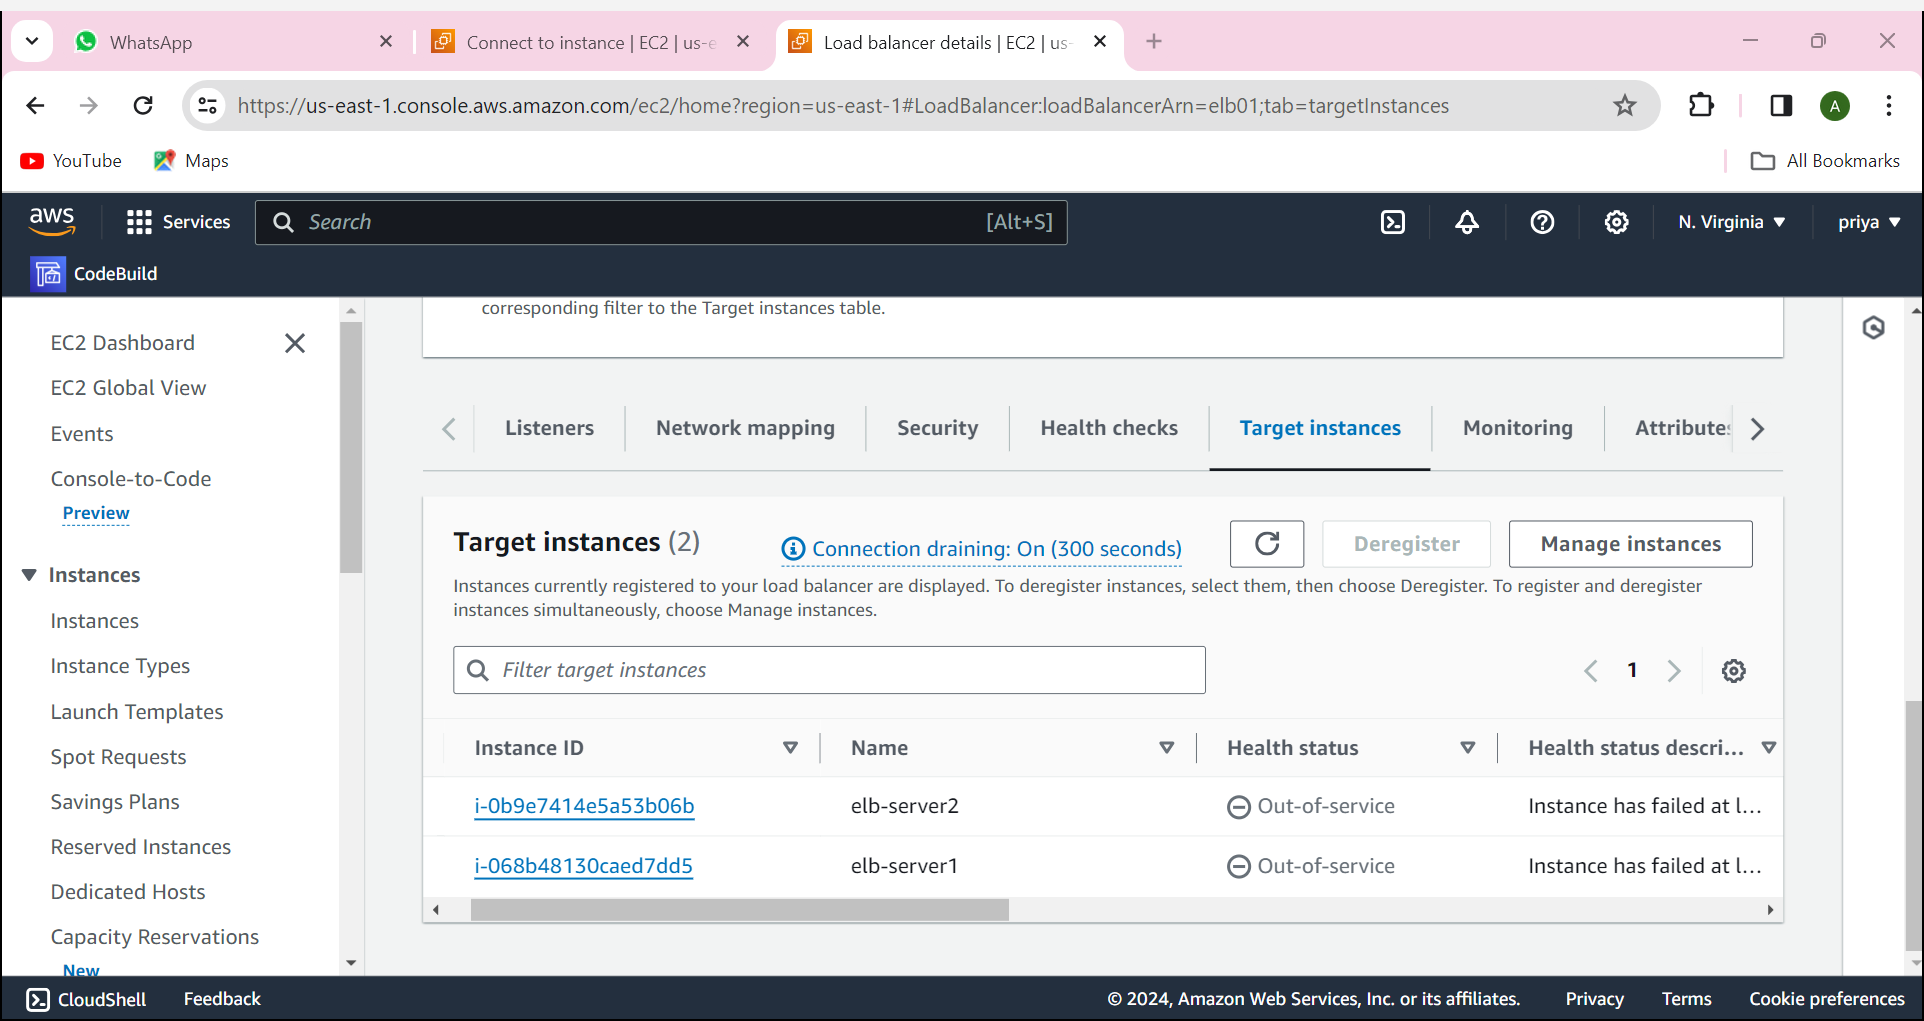 WhatsApp
Connect to instance | EC2 | us-e
Load balancer details | EC2 | us-
https://us-east-1.console.aws.amazon.com/ec2/home?region=us-east-1#LoadBalancer:loadBalancerArn=elb01;tab=targetInstances
A
YouTube
Maps
All Bookmarks
aws
Services
Search
[Alt+S]
N. Virginia
priya
CodeBuild
EC2 Dashboard
EC2 Global View
Events
Console-to-Code
Preview
Instances
Instances
Instance Types
Launch Templates
Spot Requests
Savings Plans
Reserved Instances
Dedicated Hosts
Capacity Reservations
New
corresponding filter to the Target instances table.
Listeners
Network mapping
Security
Health checks
Target instances
Monitoring
Attributes
Target instances (2)
Connection draining: On (300 seconds)
Deregister
Manage instances
Instances currently registered to your load balancer are displayed. To deregister instances, select them, then choose Deregister. To register and deregister
instances simultaneously, choose Manage instances.
Filter target instances
1
Instance ID
Name
Health status
Health status descri...
i-0b9e7414e5a53b06b
elb-server2
Out-of-service
Instance has failed at l...
i-068b48130caed7dd5
elb-server1
Out-of-service
Instance has failed at l...
CloudShell
Feedback
© 2024, Amazon Web Services, Inc. or its affiliates.
Privacy
Terms
Cookie preferences